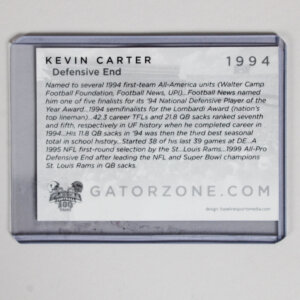 KEVIN CARTER 1994
Defensive End
Named to several 1994 first-team All-America units (Walter Camp
Football Foundation, Football News, UPI)... Football News named
him one of five finalists for its '94 National Defensive Player of the
Year Award... 1994 semifinalists for the Lombardi Award (nation's
top lineman)...42.3 career TFLs and 21.8 QB sacks ranked seventh
and fifth, respectively in UF history when he completed career in
1994...His 11.8 QB sacks in '94 was then the third best seasonal
total in school history... Started 38 of his last 39 games at DE...A
1995 NFL first-round selection by the St. Louis Rams...1999 All-Pro
Defensive End after leading the NFL and Super Bowl champions
St. Louis Rams in QB sacks.
GATORZONE.COM